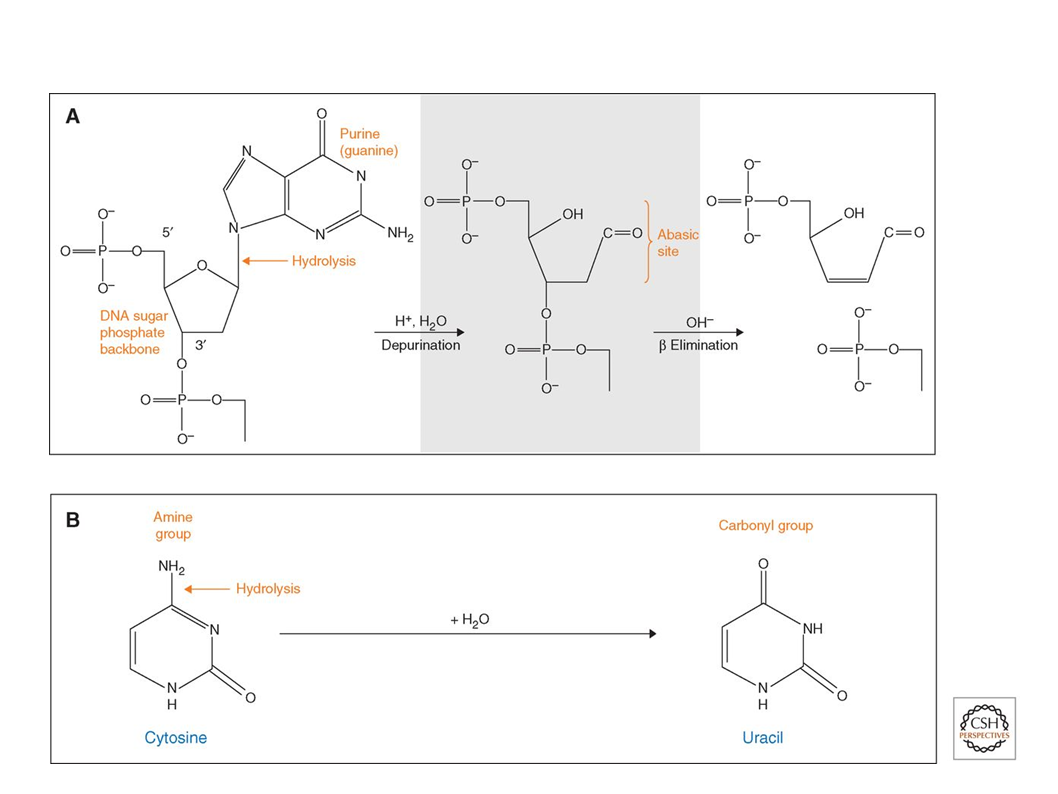 A
O
Purine
(guanine)
N
N
N
N
NH2
O–
5′
O
P
O
O
Hydrolysis
O–
DNA sugar
phosphate
backbone
3′
O
O
P
O
O–
H+, H2O
Depurination
O–
O
P
O
OH
O–
C
O
Abasic
site
O
O
P
O
O–
OH–
β Elimination
O–
O
P
O
OH
O–
C
O
O–
O
P
O
O–
B
Amine
group
NH2
Hydrolysis
N
N
H
O
Cytosine
+ H2O
Carbonyl group
O
NH
N
H
O
Uracil
CSH
PERSPECTIVES